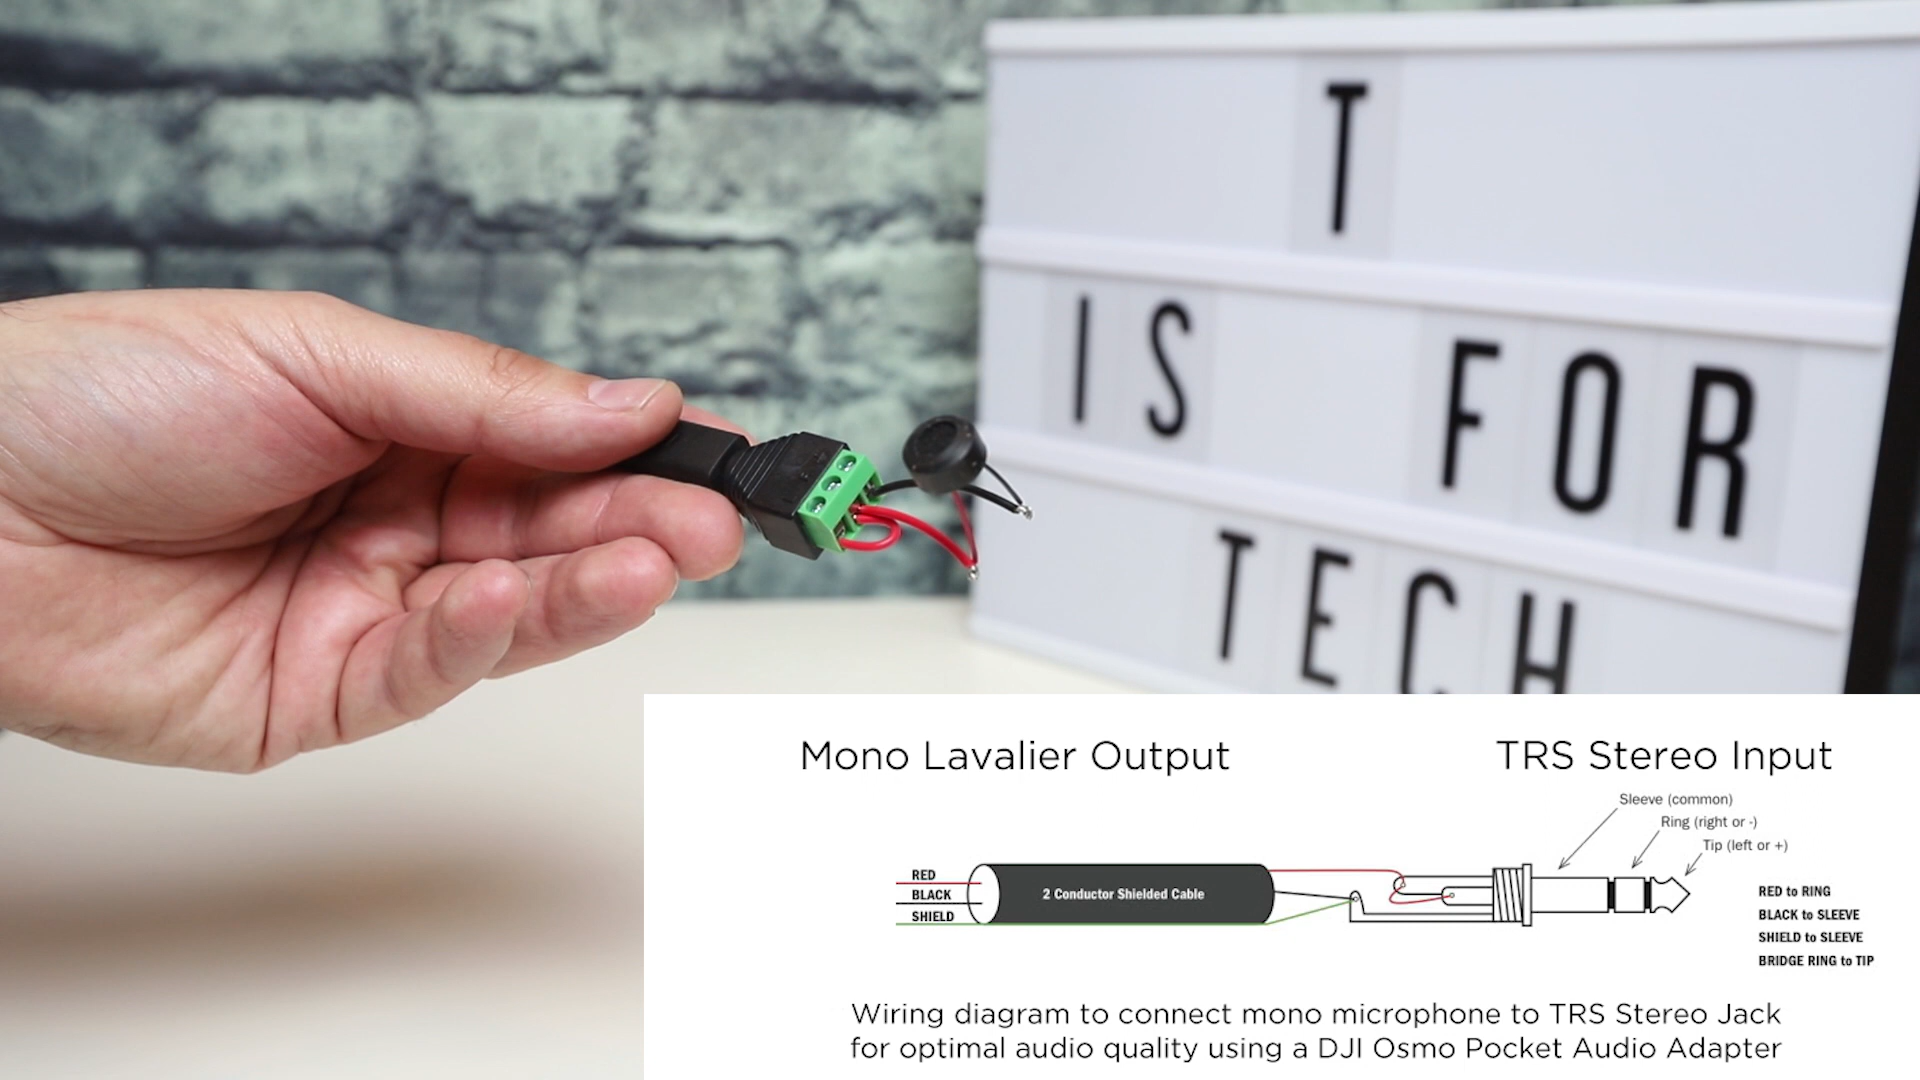 T
IS FOR
TECH
Mono Lavalier Output
TRS Stereo Input
Sleeve (common)
Ring (right or -)
Tip (left or +)
RED
BLACK
SHIELD
2 Conductor Shielded Cable
RED to RING
BLACK to SLEEVE
SHIELD to SLEEVE
BRIDGE RING to TIP
Wiring diagram to connect mono microphone to TRS Stereo Jack
for optimal audio quality using a DJI Osmo Pocket Audio Adapter